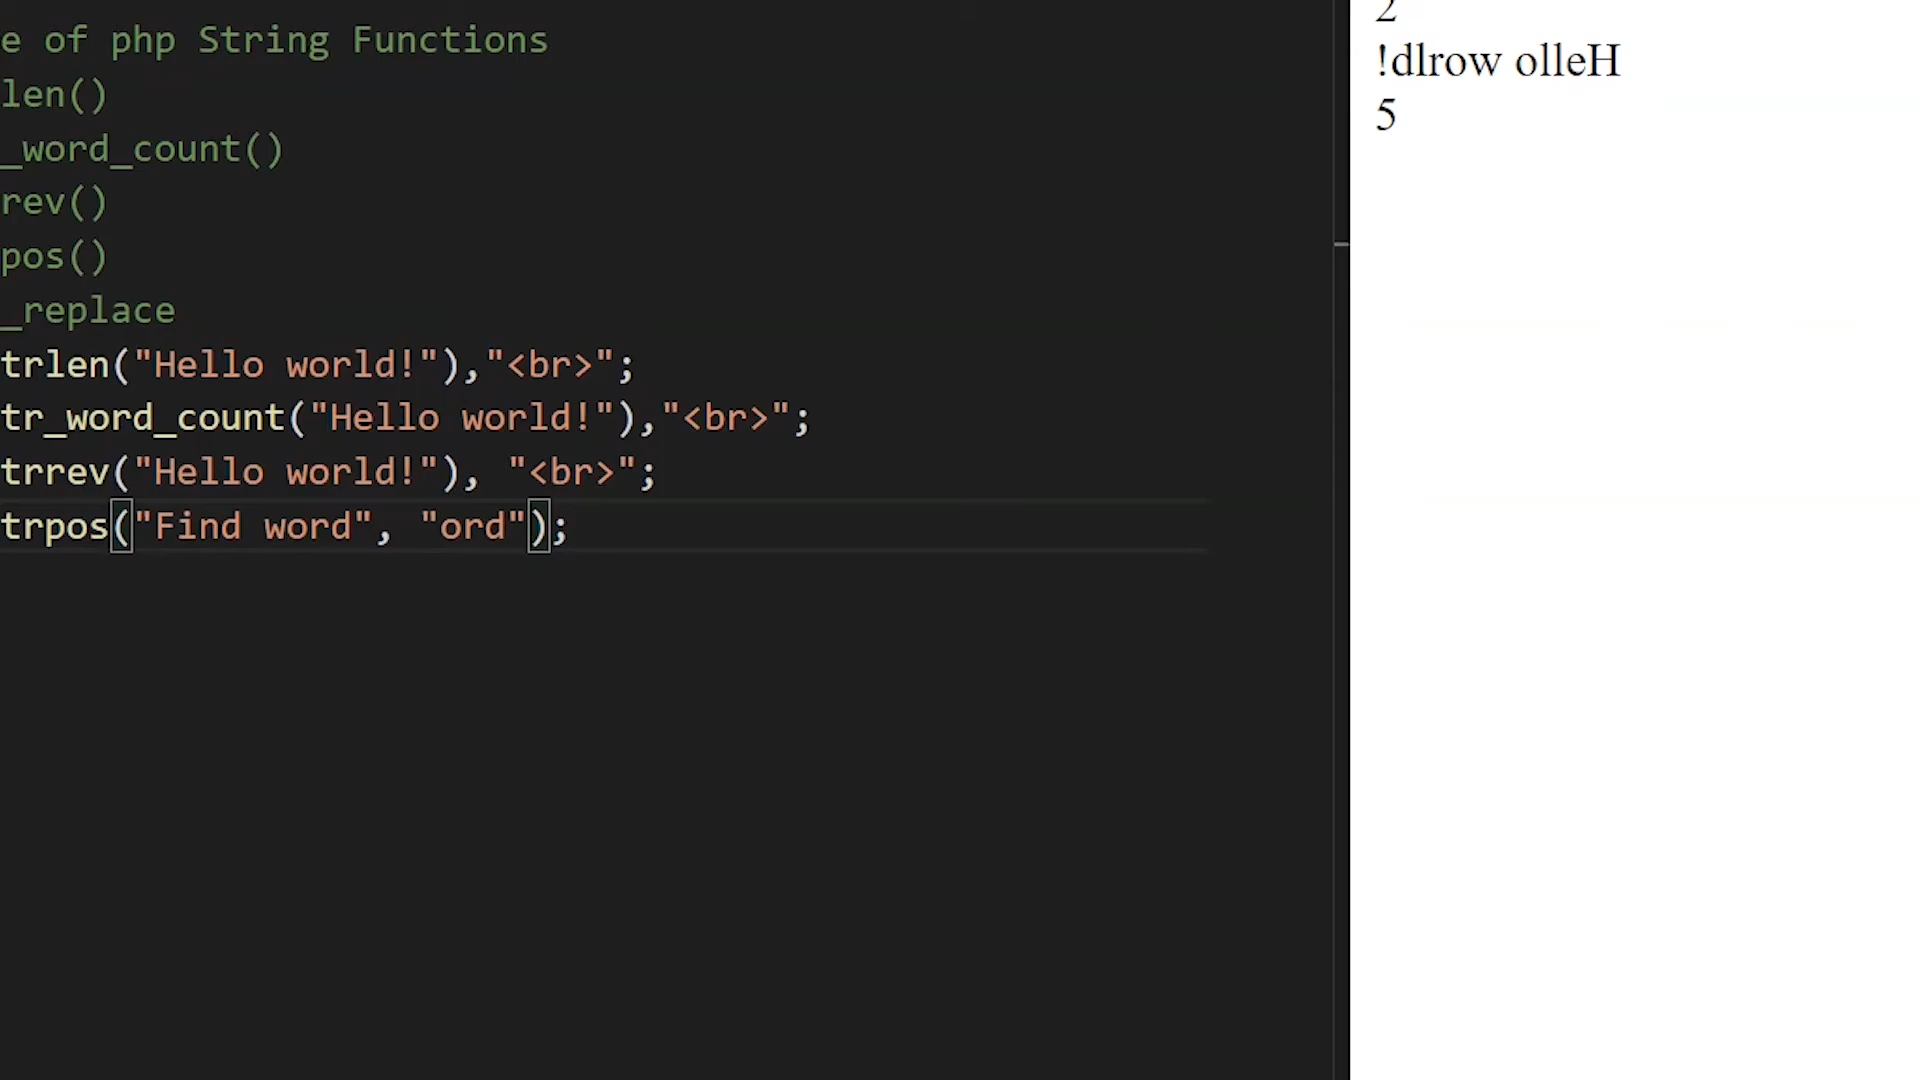 e of php String Functions
len()
_word_count()
rev()
pos()
_replace
trlen("Hello world!"),"<br>";
tr_word_count("Hello world!"),"<br>";
trrev("Hello world!"), "<br>";
trpos("Find word", "ord");
2
!dlrow olleH
5